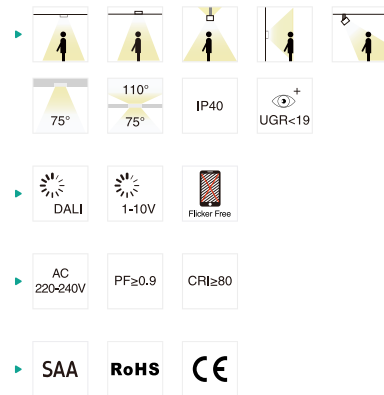 110°
75°
75°
IP40
+
UGR<19
DALI
1-10V
Flicker Free
AC
220-240V
PF≥0.9
CRI≥80
SAA
RoHS
CE